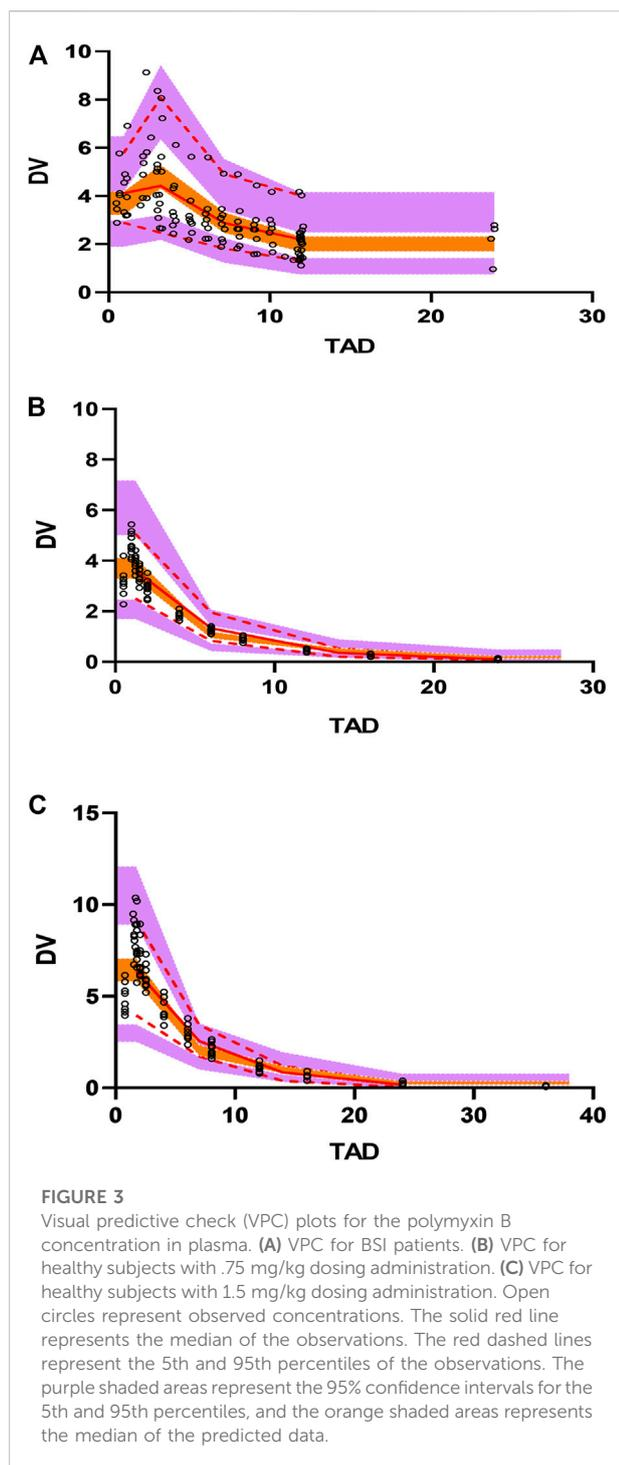 A
10
8
6
4
2
0
DV
0 10 20 30
TAD
B
10
8
6
4
2
0
DV
0 10 20 30
TAD
C
15
10
5
0
DV
0 10 20 30 40
TAD
FIGURE 3
Visual predictive check (VPC) plots for the polymyxin B
concentration in plasma. (A) VPC for BSI patients. (B) VPC for
healthy subjects with .75 mg/kg dosing administration. (C) VPC for
healthy subjects with 1.5 mg/kg dosing administration. Open
circles represent observed concentrations. The solid red line
represents the median of the observations. The red dashed lines
represent the 5th and 95th percentiles of the observations. The
purple shaded areas represent the 95% confidence intervals for the
5th and 95th percentiles, and the orange shaded areas represents
the median of the predicted data.